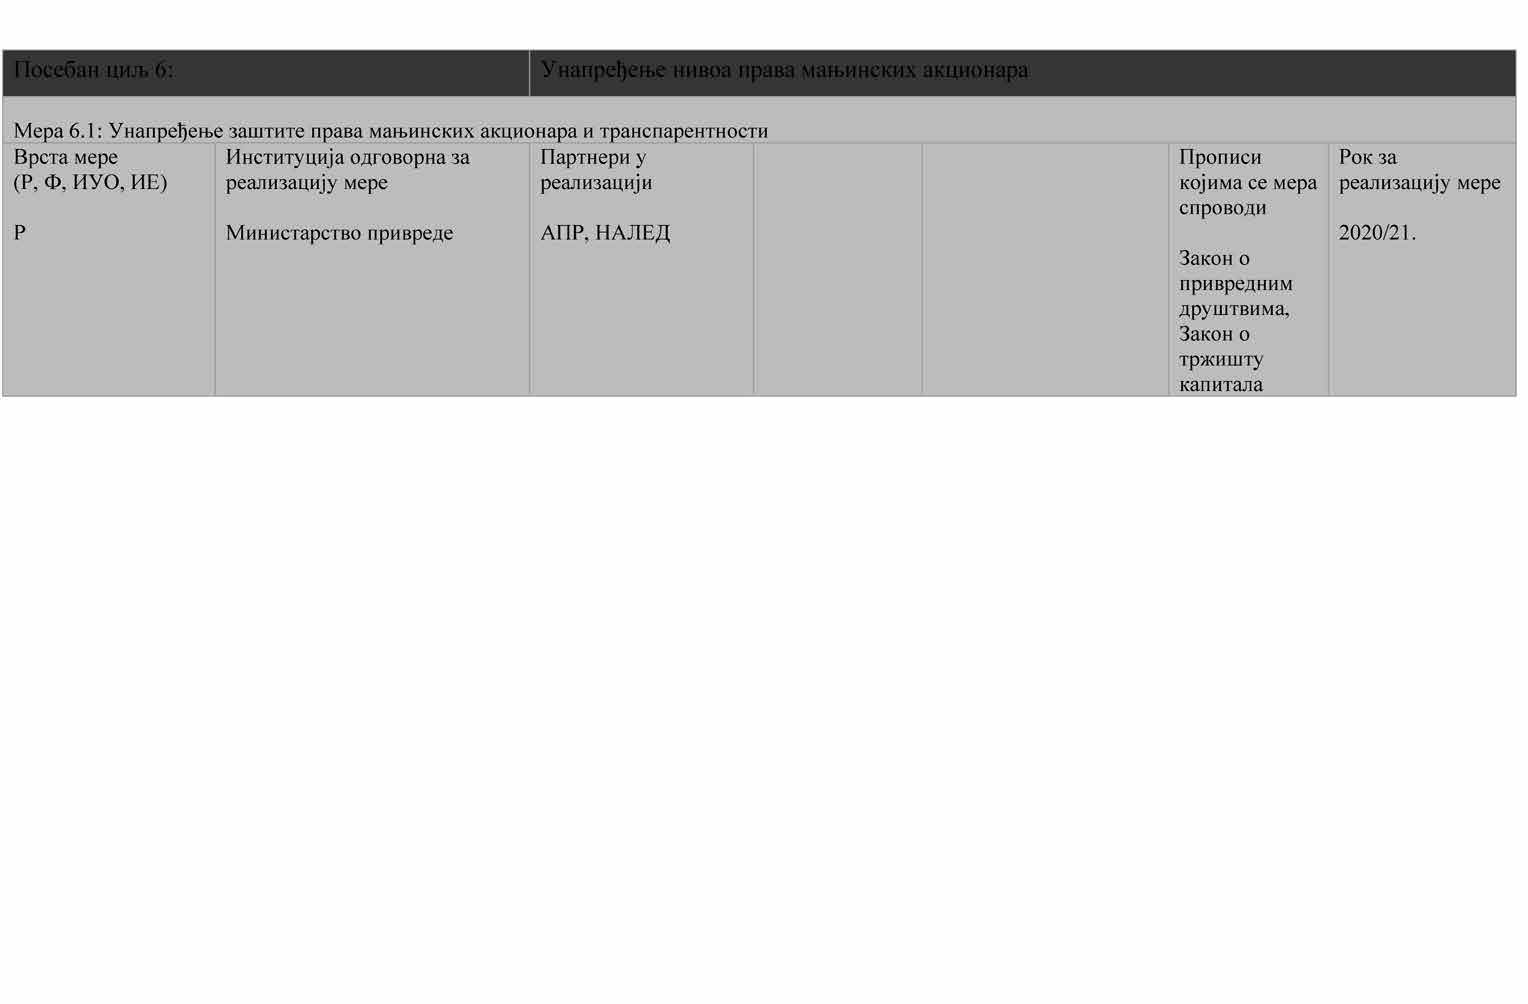 Посебан циљ 6:
Унапређење нивоа права мањинских акционара
Мера 6.1: Унапређење заштите права мањинских акционара и транспарентности
Врста мере
(Р, Ф, ИУО, ИЕ)
Р
Институција одговорна за
реализацију мере
Министарство привреде
Партнери у
реализацији
АПР, НАЛЕД
Прописи
којима се мера
спроводи
Закон о
привредним
друштвима,
Закон о
тржишту
капитала
Рок за
реализацију мере
2020/21.